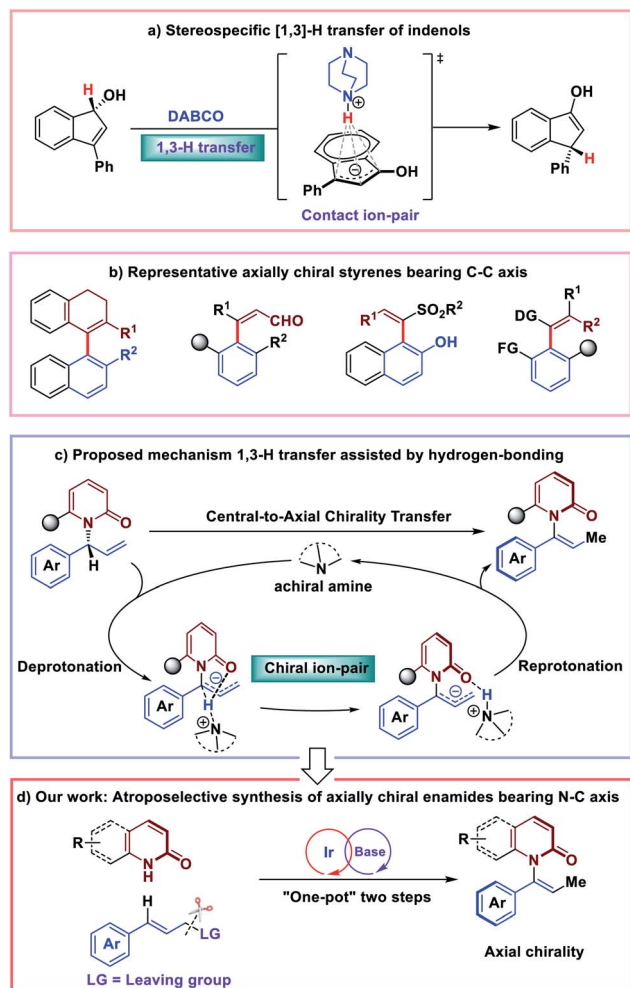 a) Stereospecific [1,3]-H transfer of indenols
H
OH
Ph
DABCO
1,3-H transfer
N
N
⊕
H
‡
⊖
OH
Ph
Contact ion-pair
OH
Ph
H
b) Representative axially chiral styrenes bearing C-C axis
R¹
R²
R¹
CHO
R²
R¹
SO₂R²
OH
DG
R¹
R²
FG
c) Proposed mechanism 1,3-H transfer assisted by hydrogen-bonding
N
O
Ar
H
Central-to-Axial Chirality Transfer
N
achiral amine
N
O
Me
Ar
Deprotonation
N
O
⊖
Ar
H
⊕
N
Chiral ion-pair
N
O
⊖
H
Ar
⊕
N
Reprotonation
d) Our work: Atroposelective synthesis of axially chiral enamides bearing N-C axis
R
N
H
O
H
Ar
LG
LG = Leaving group
Ir
Base
"One-pot" two steps
R
N
O
Me
Ar
Axial chirality